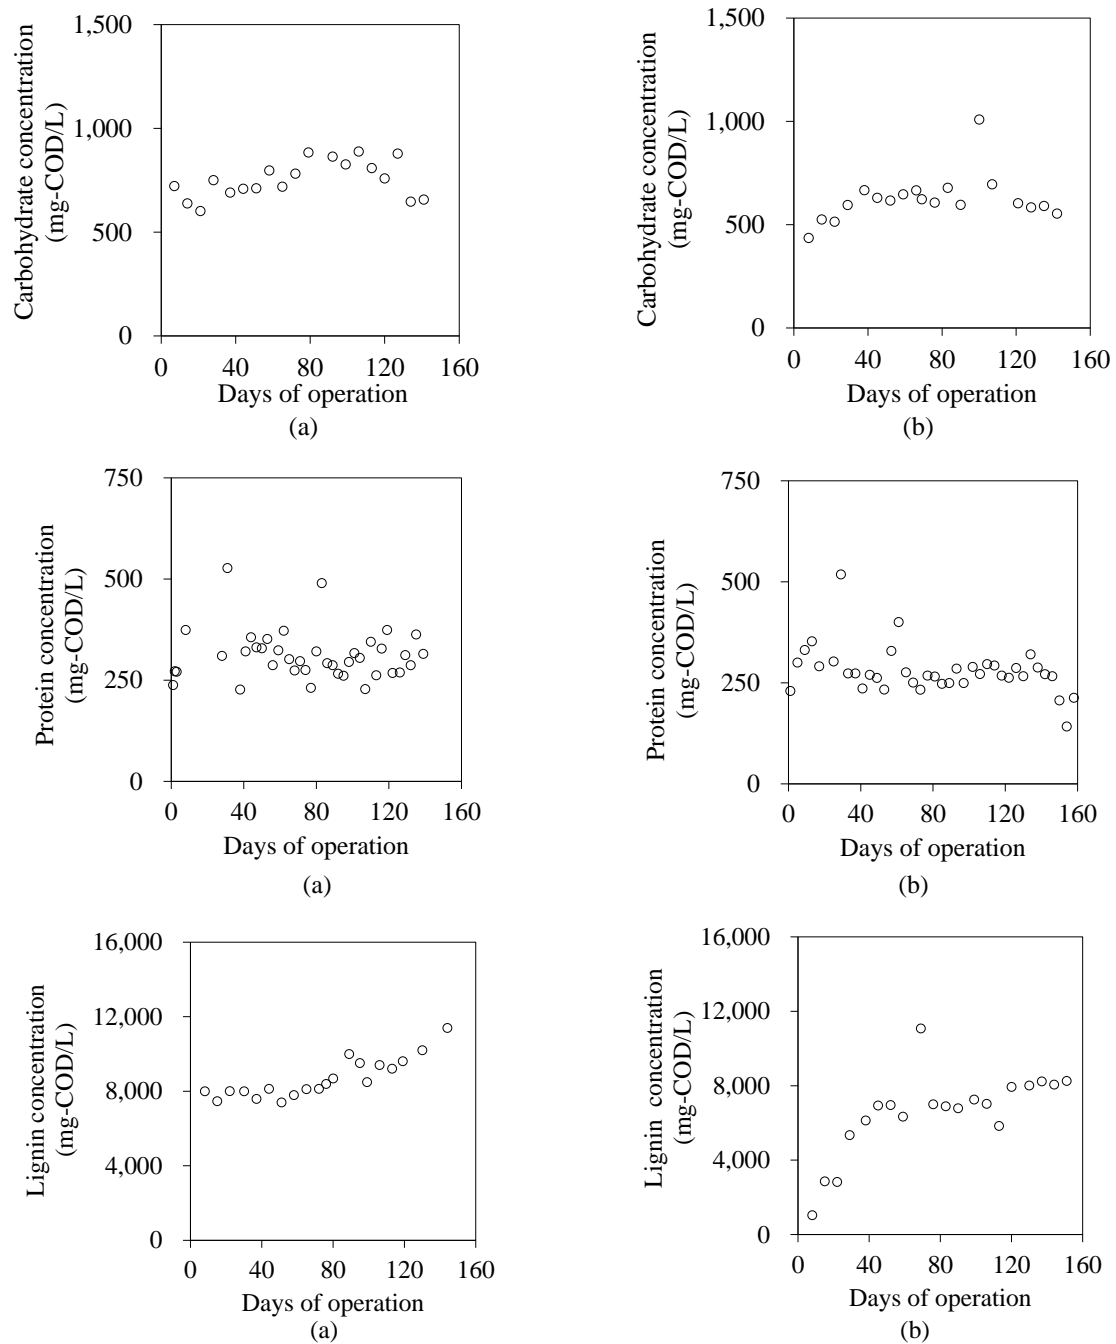 Carbohydrate concentration
(mg-COD/L)
1,500
1,000
500
0
0 40 80 120 160
Days of operation
(a)
Carbohydrate concentration
(mg-COD/L)
1,500
1,000
500
0
0 40 80 120 160
Days of operation
(b)
Protein concentration
(mg-COD/L)
750
500
250
0
0 40 80 120 160
Days of operation
(a)
Protein concentration
(mg-COD/L)
750
500
250
0
0 40 80 120 160
Days of operation
(b)
Lignin concentration
(mg-COD/L)
16,000
12,000
8,000
4,000
0
0 40 80 120 160
Days of operation
(a)
Lignin concentration
(mg-COD/L)
16,000
12,000
8,000
4,000
0
0 40 80 120 160
Days of operation
(b)